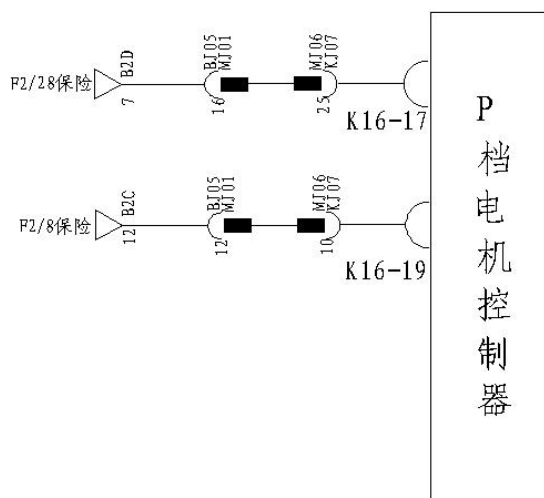 F2/28保险
B2D
7
BJ05
MJ01
16
MJ06
KJ07
25
K16-17
F2/8保险
B2C
12
BJ05
MJ01
12
MJ06
KJ07
10
K16-19
P
档
电
机
控
制
器